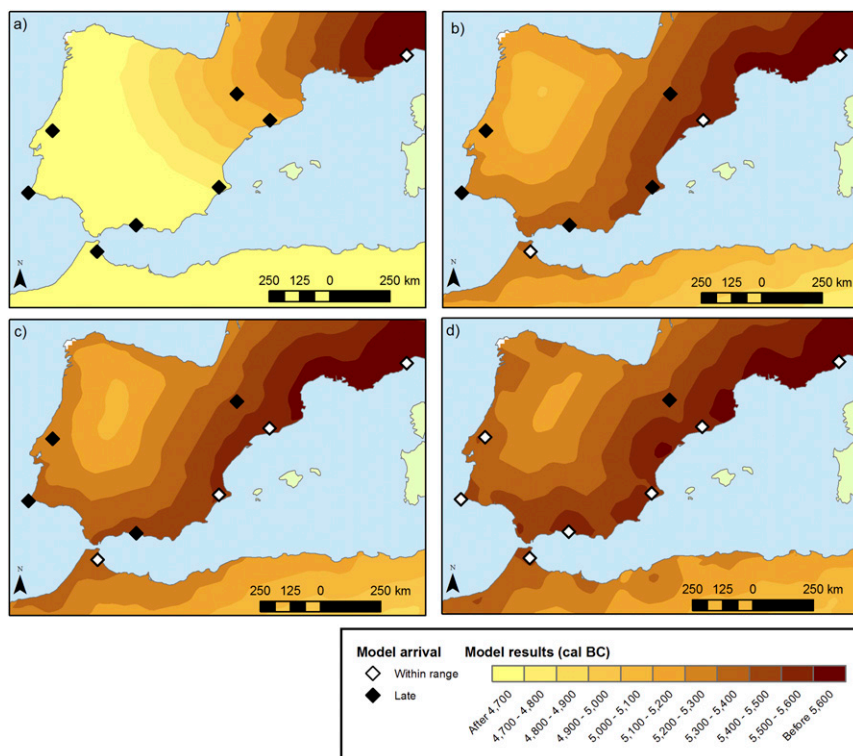 a)
b)
N
250 125 0 250 km
N
250 125 0 250 km
c)
d)
N
250 125 0 250 km
N
250 125 0 250 km
Model arrival
Within range
Late
Model results (cal BC)
After 4,700
4,700 - 4,800
4,800 - 4,900
4,900 - 5,000
5,000 - 5,100
5,100 - 5,200
5,200 - 5,300
5,300 - 5,400
5,400 - 5,500
5,500 - 5,600
Before 5,600